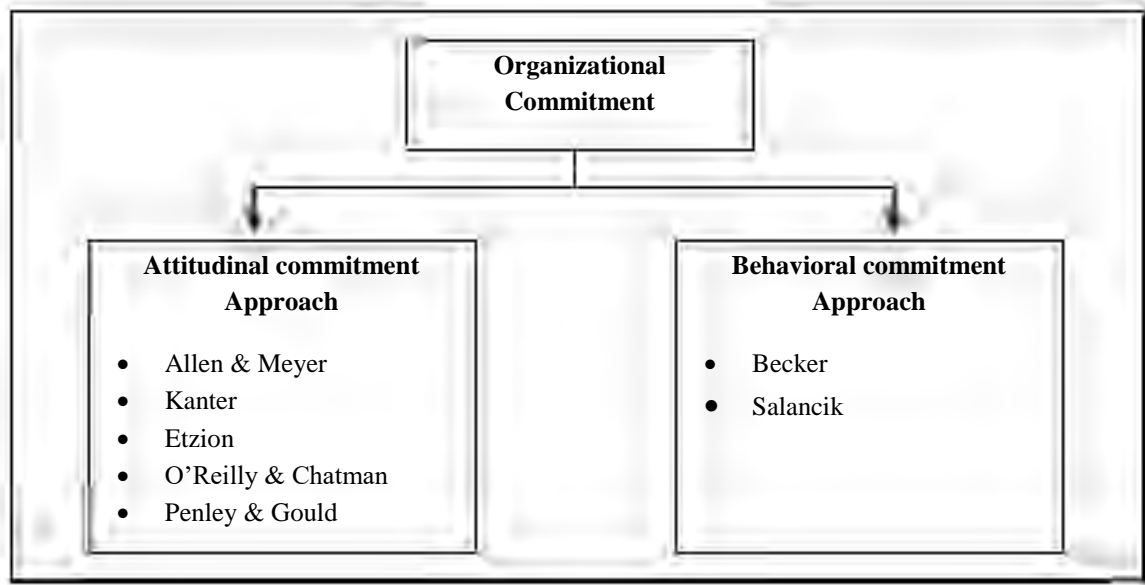 Organizational
Commitment
Attitudinal commitment
Approach
• Allen & Meyer
• Kanter
• Etzion
• O’Reilly & Chatman
• Penley & Gould
Behavioral commitment
Approach
• Becker
• Salancik